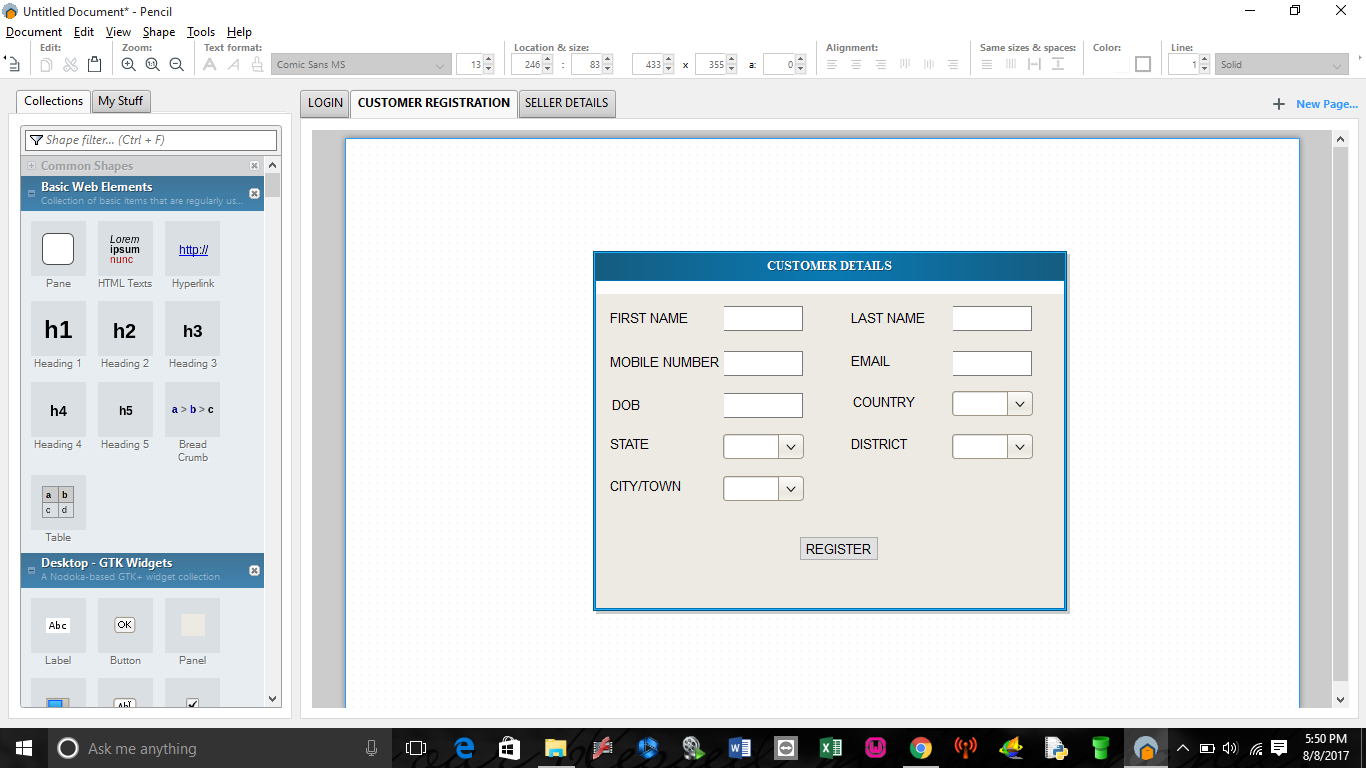 Untitled Document* - Pencil
Document Edit View Shape Tools Help
Edit: Zoom: Text format: Location & size: Alignment: Same sizes & spaces: Color: Line:
A A Comic Sans MS 13 246 : 83 433 x 355 a: 0 1 Solid
Collections My Stuff
LOGIN CUSTOMER REGISTRATION SELLER DETAILS + New Page...
Shape filter... (Ctrl + F)
Common Shapes
Basic Web Elements
Collection of basic items that are regularly us...
Lorem
ipsum
nunc
http://
Pane HTML Texts Hyperlink
h1 h2 h3
Heading 1 Heading 2 Heading 3
h4 h5 a > b > c
Heading 4 Heading 5 Bread
Crumb
a b
c d
Table
Desktop - GTK Widgets
A Nodoka-based GTK+ widget collection
Abc OK
Label Button Panel
AbI
CUSTOMER DETAILS
FIRST NAME LAST NAME
MOBILE NUMBER EMAIL
DOB COUNTRY
STATE DISTRICT
CITY/TOWN
REGISTER
Ask me anything
5:50 PM
8/8/2017